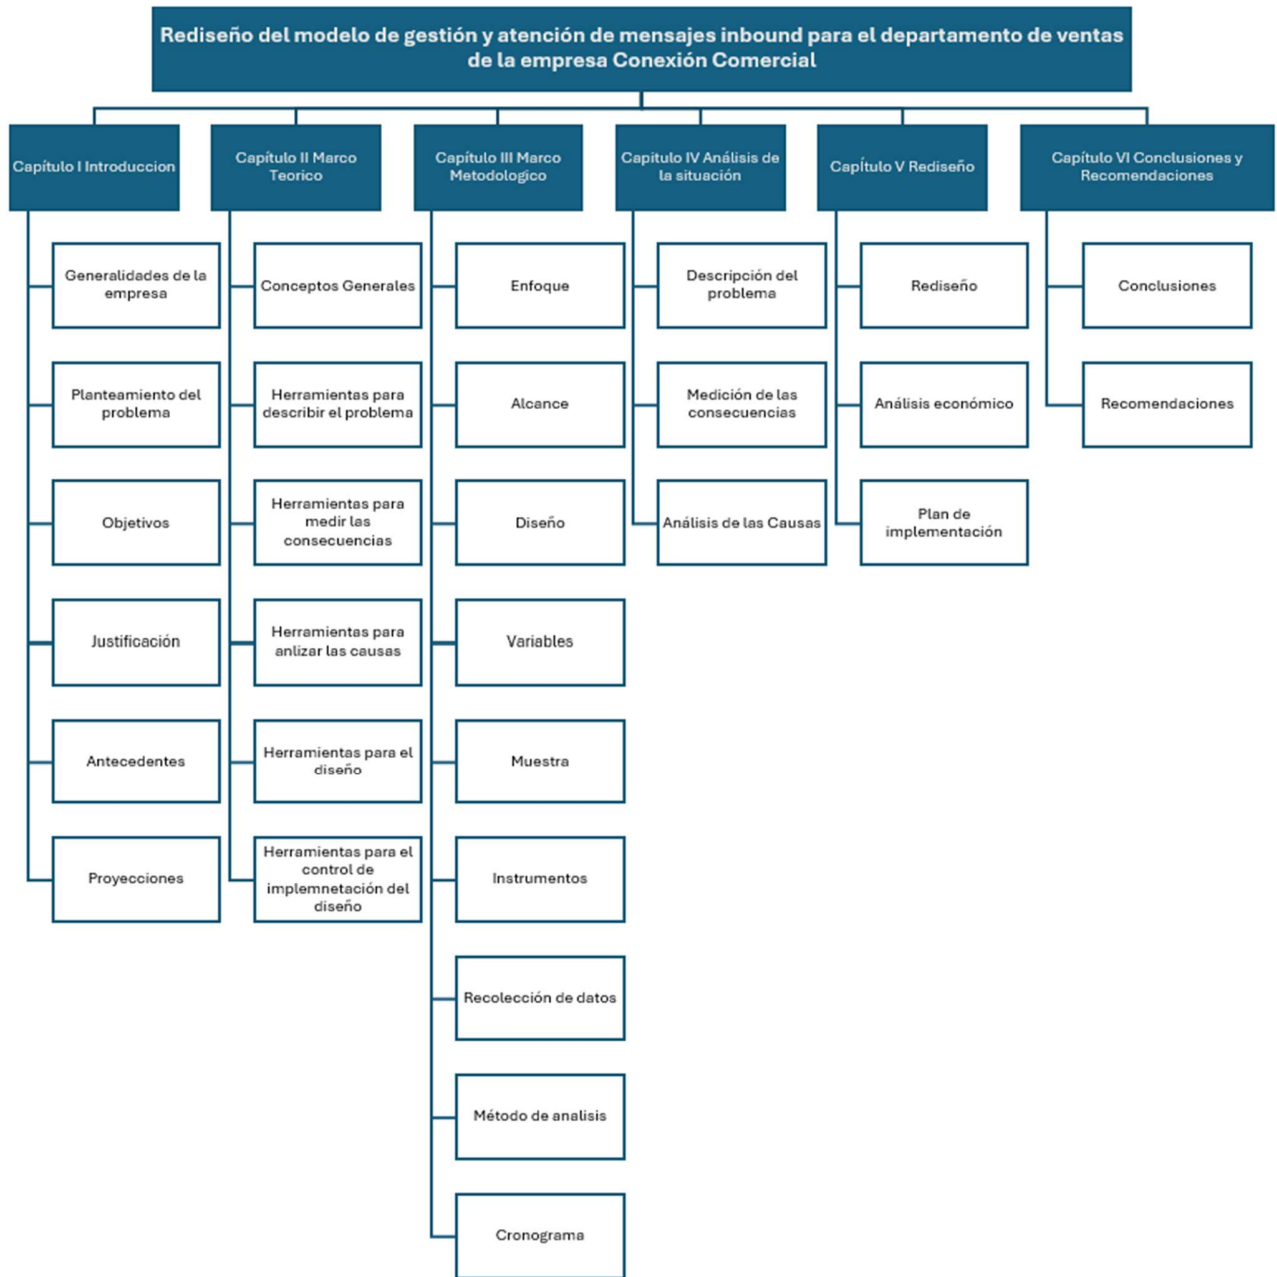 Rediseño del modelo de gestión y atención de mensajes inbound para el departamento de ventas
de la empresa Conexión Comercial
Capítulo I Introduccion
Generalidades de la
empresa
Planteamiento del
problema
Objetivos
Justificación
Antecedentes
Proyecciones
Capítulo II Marco
Teorico
Conceptos Generales
Herramientas para
describir el problema
Herramientas para
medir las
consecuencias
Herramientas para
anlizar las causas
Herramientas para el
diseño
Herramientas para el
control de
implemnetación del
diseño
Capítulo III Marco
Metodologico
Enfoque
Alcance
Diseño
Variables
Muestra
Instrumentos
Recolección de datos
Método de analisis
Cronograma
Capitulo IV Análisis de
la situación
Descripción del
problema
Medición de las
consecuencias
Análisis de las Causas
Capítulo V Rediseño
Rediseño
Análisis económico
Plan de
implementación
Capítulo VI Conclusiones y
Recomendaciones
Conclusiones
Recomendaciones